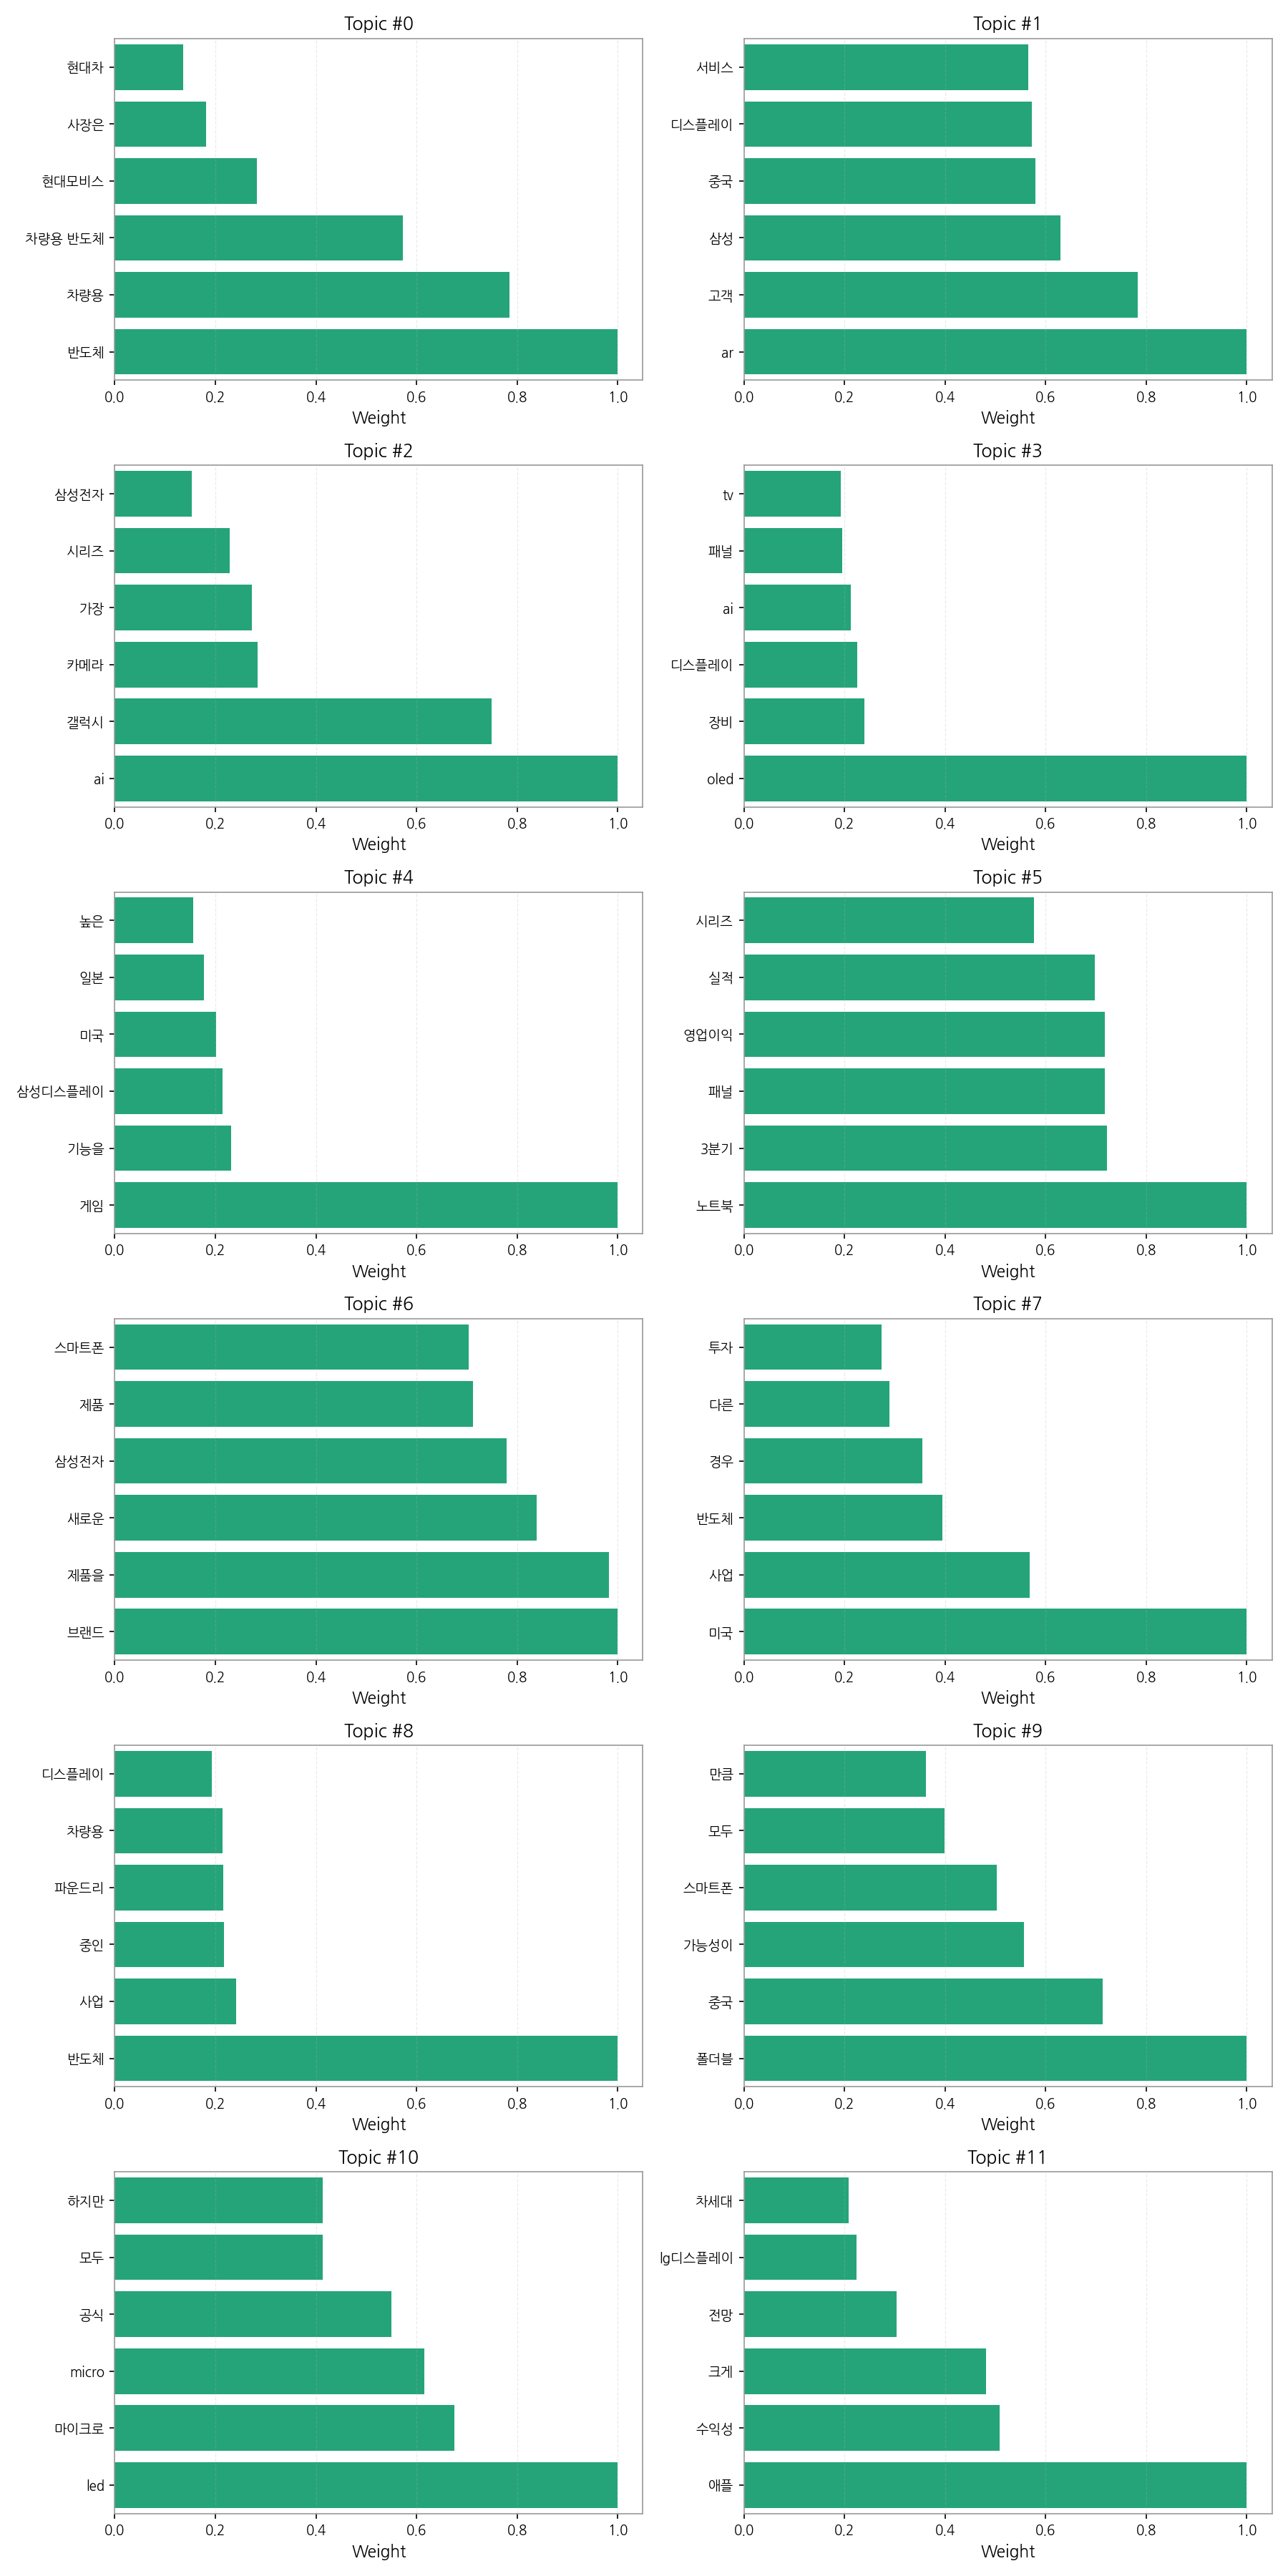 Topic #0
현대차
사장은
현대모비스
차량용 반도체
차량용
반도체
0.0 0.2 0.4 0.6 0.8 1.0
Weight
Topic #1
서비스
디스플레이
중국
삼성
고객
ar
0.0 0.2 0.4 0.6 0.8 1.0
Weight
Topic #2
삼성전자
시리즈
가장
카메라
갤럭시
ai
0.0 0.2 0.4 0.6 0.8 1.0
Weight
Topic #3
tv
패널
ai
디스플레이
장비
oled
0.0 0.2 0.4 0.6 0.8 1.0
Weight
Topic #4
높은
일본
미국
삼성디스플레이
기능을
게임
0.0 0.2 0.4 0.6 0.8 1.0
Weight
Topic #5
시리즈
실적
영업이익
패널
3분기
노트북
0.0 0.2 0.4 0.6 0.8 1.0
Weight
Topic #6
스마트폰
제품
삼성전자
새로운
제품을
브랜드
0.0 0.2 0.4 0.6 0.8 1.0
Weight
Topic #7
투자
다른
경우
반도체
사업
미국
0.0 0.2 0.4 0.6 0.8 1.0
Weight
Topic #8
디스플레이
차량용
파운드리
중인
사업
반도체
0.0 0.2 0.4 0.6 0.8 1.0
Weight
Topic #9
만큼
모두
스마트폰
가능성이
중국
폴더블
0.0 0.2 0.4 0.6 0.8 1.0
Weight
Topic #10
하지만
모두
공식
micro
마이크로
led
0.0 0.2 0.4 0.6 0.8 1.0
Weight
Topic #11
차세대
lg디스플레이
전망
크게
수익성
애플
0.0 0.2 0.4 0.6 0.8 1.0
Weight